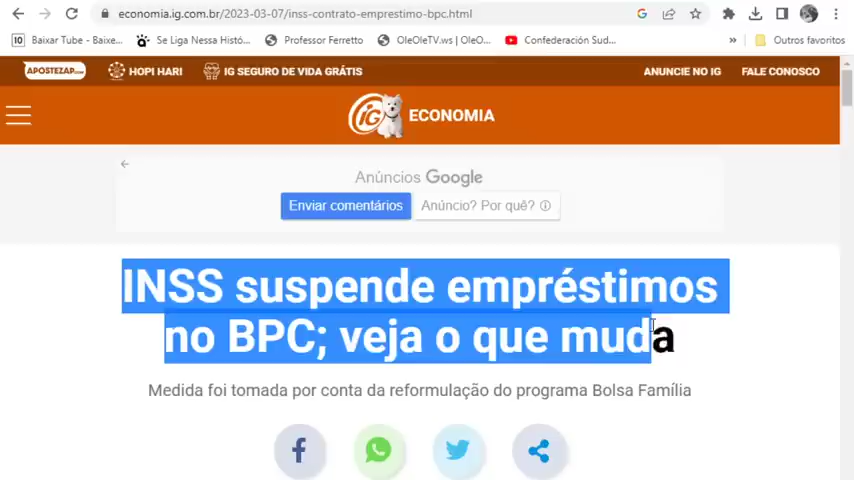 economia.ig.com.br/2023-03-07/inss-contrato-emprestimo-bpc.html
10 Baixar Tube - Baixe... Se Liga Nessa Histó... Professor Ferretto OleOleTV.ws | OleO... Confederación Sud... » Outros favoritos
APOSTEZAP.com HOPI HARI IG SEGURO DE VIDA GRÁTIS ANUNCIE NO IG FALE CONOSCO
iG ECONOMIA
Anúncios Google
Enviar comentários Anúncio? Por quê?
INSS suspende empréstimos
no BPC; veja o que muda
Medida foi tomada por conta da reformulação do programa Bolsa Família